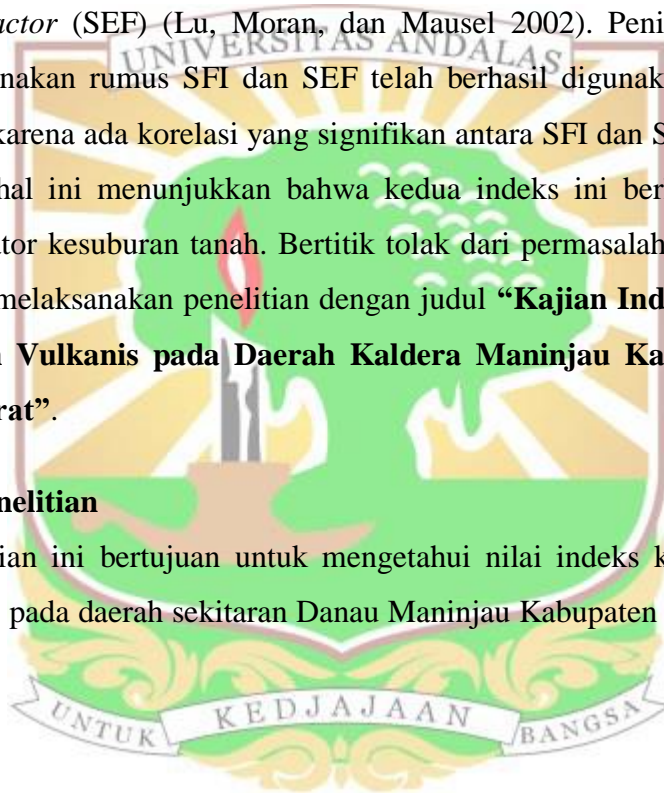 actor (SEF) (Lu, Moran, dan Mausel 2002). Peni
UNIVERSITAS ANDALAS
nakan rumus SFI dan SEF telah berhasil digunak
karena ada korelasi yang signifikan antara SFI dan S
hal ini menunjukkan bahwa kedua indeks ini ber
ator kesuburan tanah. Bertitik tolak dari permasalah
melaksanakan penelitian dengan judul “Kajian Ind
Vulkanis pada Daerah Kaldera Maninjau Ka
rat”.
nelitian
ian ini bertujuan untuk mengetahui nilai indeks k
pada daerah sekitaran Danau Maninjau Kabupaten
UNTUK KEDJAJAAN BANGSA